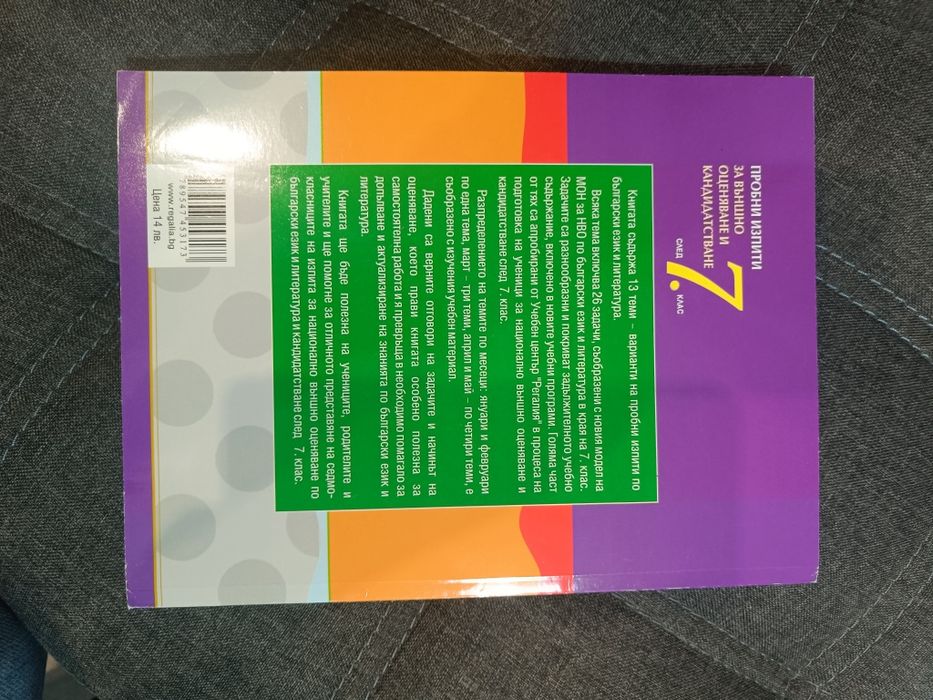 ПРОБНИ ИЗПИТИ
ЗА ВЪНШНО
ОЦЕНЯВАНЕ И
КАНДИДАТСТВАНЕ
СЛЕД 7. КЛАС
Книгата съдържа 13 теми – варианти на пробни изпити по
български език и литература.
Всяка тема включва 26 задачи, съобразени с новия модел на
МОН за НВО по български език и литература в края на 7. клас.
Задачите са разнообразни и покриват задължителното учебно
съдържание, включено в новите учебни програми. Голяма част
от тях са апробирани от Учебен център "Регалия" в процеса на
подготовка на ученици за национално външно оценяване и
кандидатстване след 7. клас.
Разпределението на темите по месеци: януари и февруари
по една тема, март – три теми, април и май – по четири теми, е
съобразено с изучения учебен материал.
Дадени са верните отговори на задачите и начинът на
оценяване, което прави книгата особено полезна за
самостоятелна работа и я превръща в необходимо помагало за
допълване и актуализиране на знанията по български език и
литература.
Книгата ще бъде полезна на учениците, родителите и
учителите и ще помогне за отличното представяне на седмо-
класниците на изпита за национално външно оценяване по
български език и литература и кандидатстване след 7. клас.
789547"453173
www.regalia.bg
Цена 14 лв.